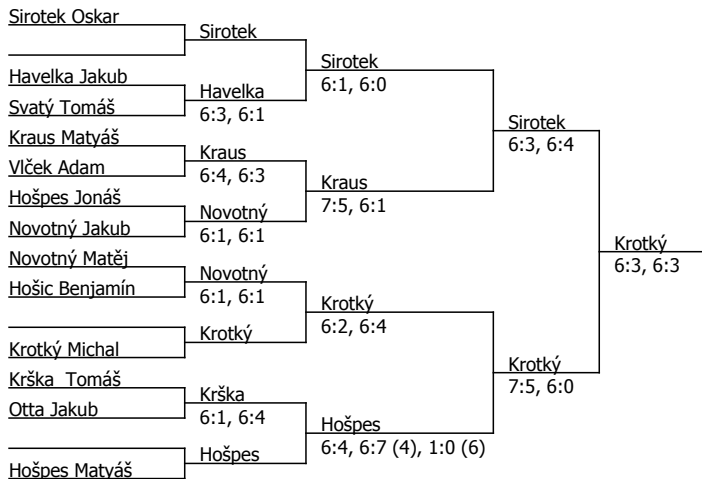 Sirotek Oskar
Sirotek
Sirotek
6:1, 6:0
Havelka Jakub
Havelka
6:3, 6:1
Svatý Tomáš
Sirotek
6:3, 6:4
Kraus Matyáš
Kraus
6:4, 6:3
Vlček Adam
Kraus
7:5, 6:1
Hošpes Jonáš
Novotný
6:1, 6:1
Novotný Jakub
Krotký
6:3, 6:3
Novotný Matěj
Novotný
6:1, 6:1
Hošic Benjamín
Krotký
6:2, 6:4
Krotký
Krotký Michal
Krotký
7:5, 6:0
Krška  Tomáš
Krška
6:1, 6:4
Otta Jakub
Hošpes
6:4, 6:7 (4), 1:0 (6)
Hošpes
Hošpes Matyáš